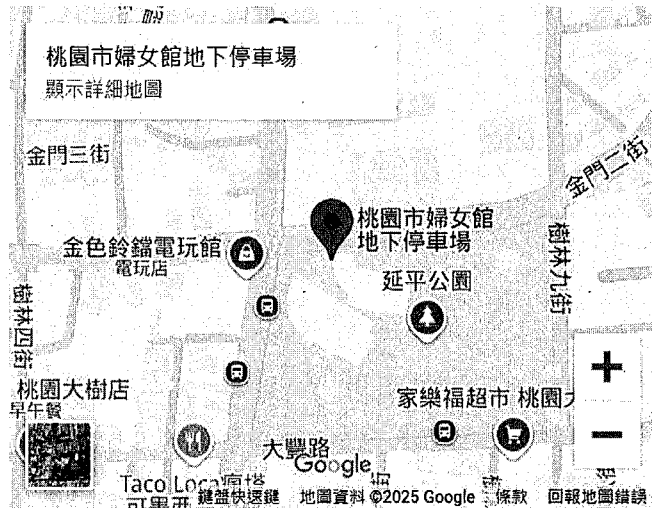 桃園市婦女館地下停車場
顯示詳細地圖
金門三街
金門二街
桃園市婦女館
地下停車場
金色鈴鐺電玩館
電玩店
延平公園
樹林九街
樹林四街
桃園大樹店
早午餐
家樂福超市 桃園
大豐路
Google
Taco Loca
鍵盤快速鍵
地圖資料 ©2025 Google
條款
回報地圖錯誤
+
−